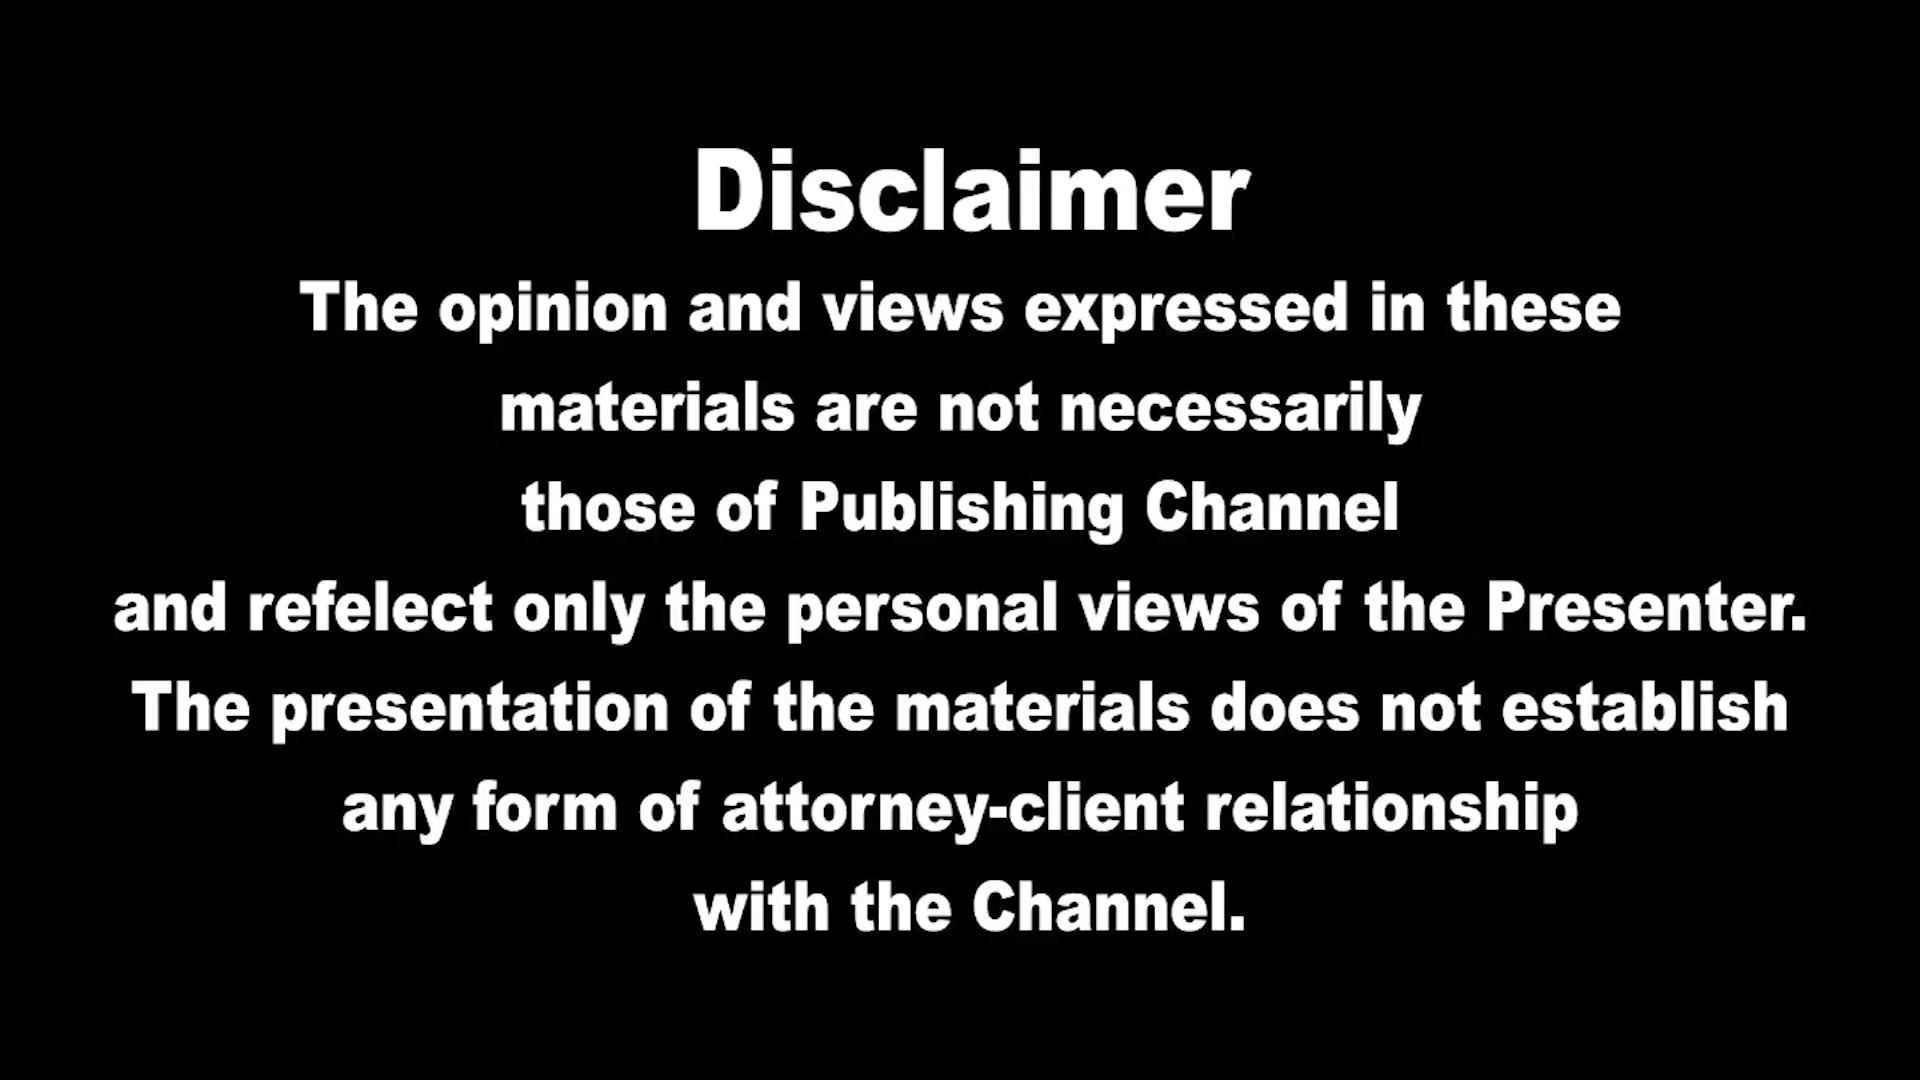 Disclaimer
The opinion and views expressed in these
materials are not necessarily
those of Publishing Channel
and refelect only the personal views of the Presenter.
The presentation of the materials does not establish
any form of attorney-client relationship
with the Channel.